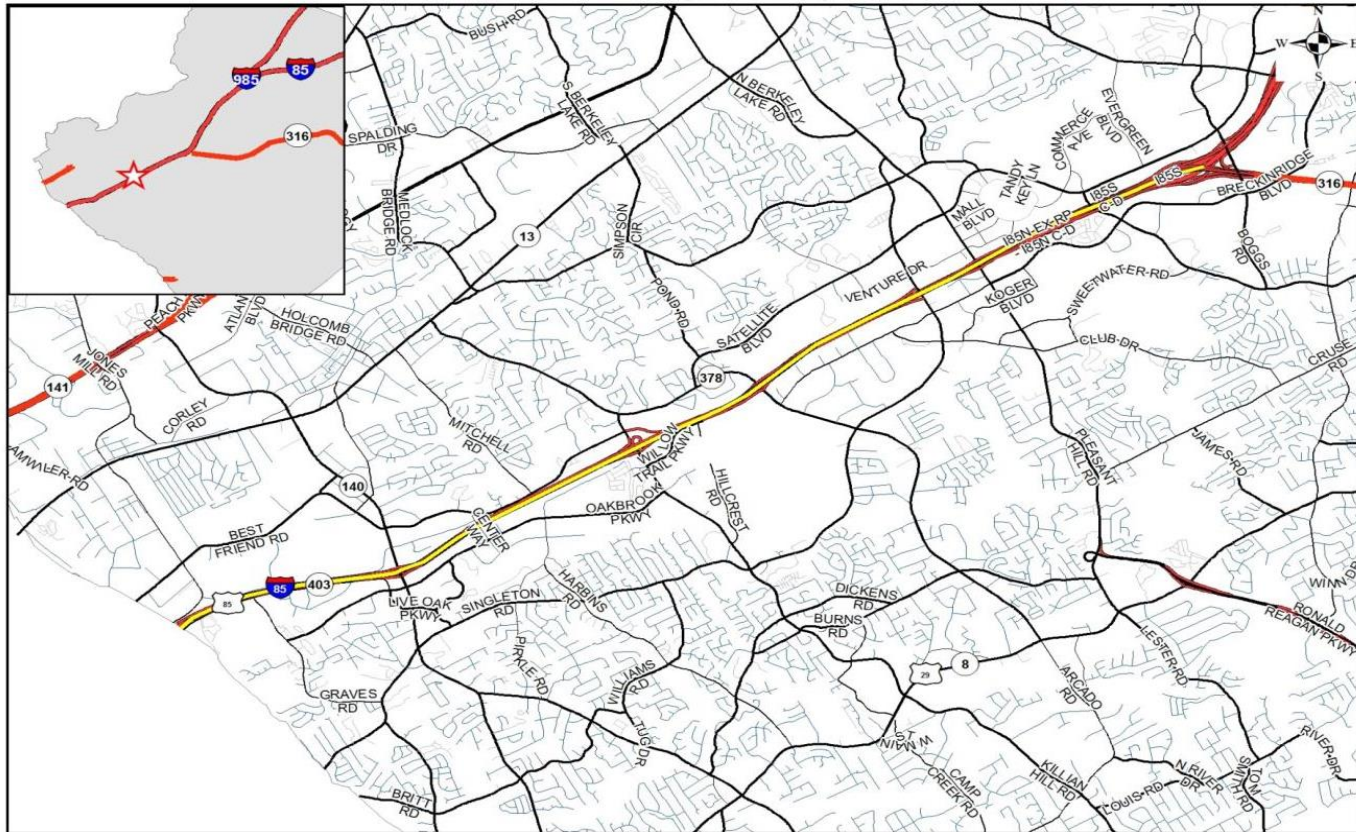 985
85
316
SPALDING
DR
BUSH RD
S BERKELEY
LAKE RD
N BERKELEY
LAKE RD
COMMERCE
AVE
EVERGREEN
BLVD
N
W
E
S
MEDLOCK
BRIDGE RD
13
SIMPSON
CIR
TANDY
KEY LN
MALL
BLVD
I85S
I85S
C-D
I85N-EX-RP
I85N C-D
BRECKINRIDGE
BLVD
316
BOGGS
RD
PEACH
PKWY
ATLAN
BLVD
HOLCOMB
BRIDGE RD
POND RD
SATELLITE
BLVD
VENTURE DR
KOGER
BLVD
SWEETWATER-RD
CLUB-DR
CRUSE
RD
JONES
MILL RD
141
378
CORLEY
RD
MITCHELL
RD
WILLOW
TRAIL PKWY
PLEASANT
HILL RD
JAMES-RD
140
HILLCREST
RD
OAKBROOK
PKWY
CENTER
WAY
BEST
FRIEND RD
85
403
85
LIVE OAK
PKWY
SINGLETON
RD
HARBINS
RD
DICKENS
RD
BURNS
RD
WINN-DR
RONALD
REAGAN PKWY
PIRKLE RD
WILLIAMS
RD
29
8
LESTER-RD
ARCADO
RD
GRAVES
RD
TUG DR
W MAIN
ST
CAMP
CREEK RD
KILLIAN
HILL RD
N RIVER
DR
LOUIS-RD
RIVER-DR
TOM
SMITH RD
BRITT
RD